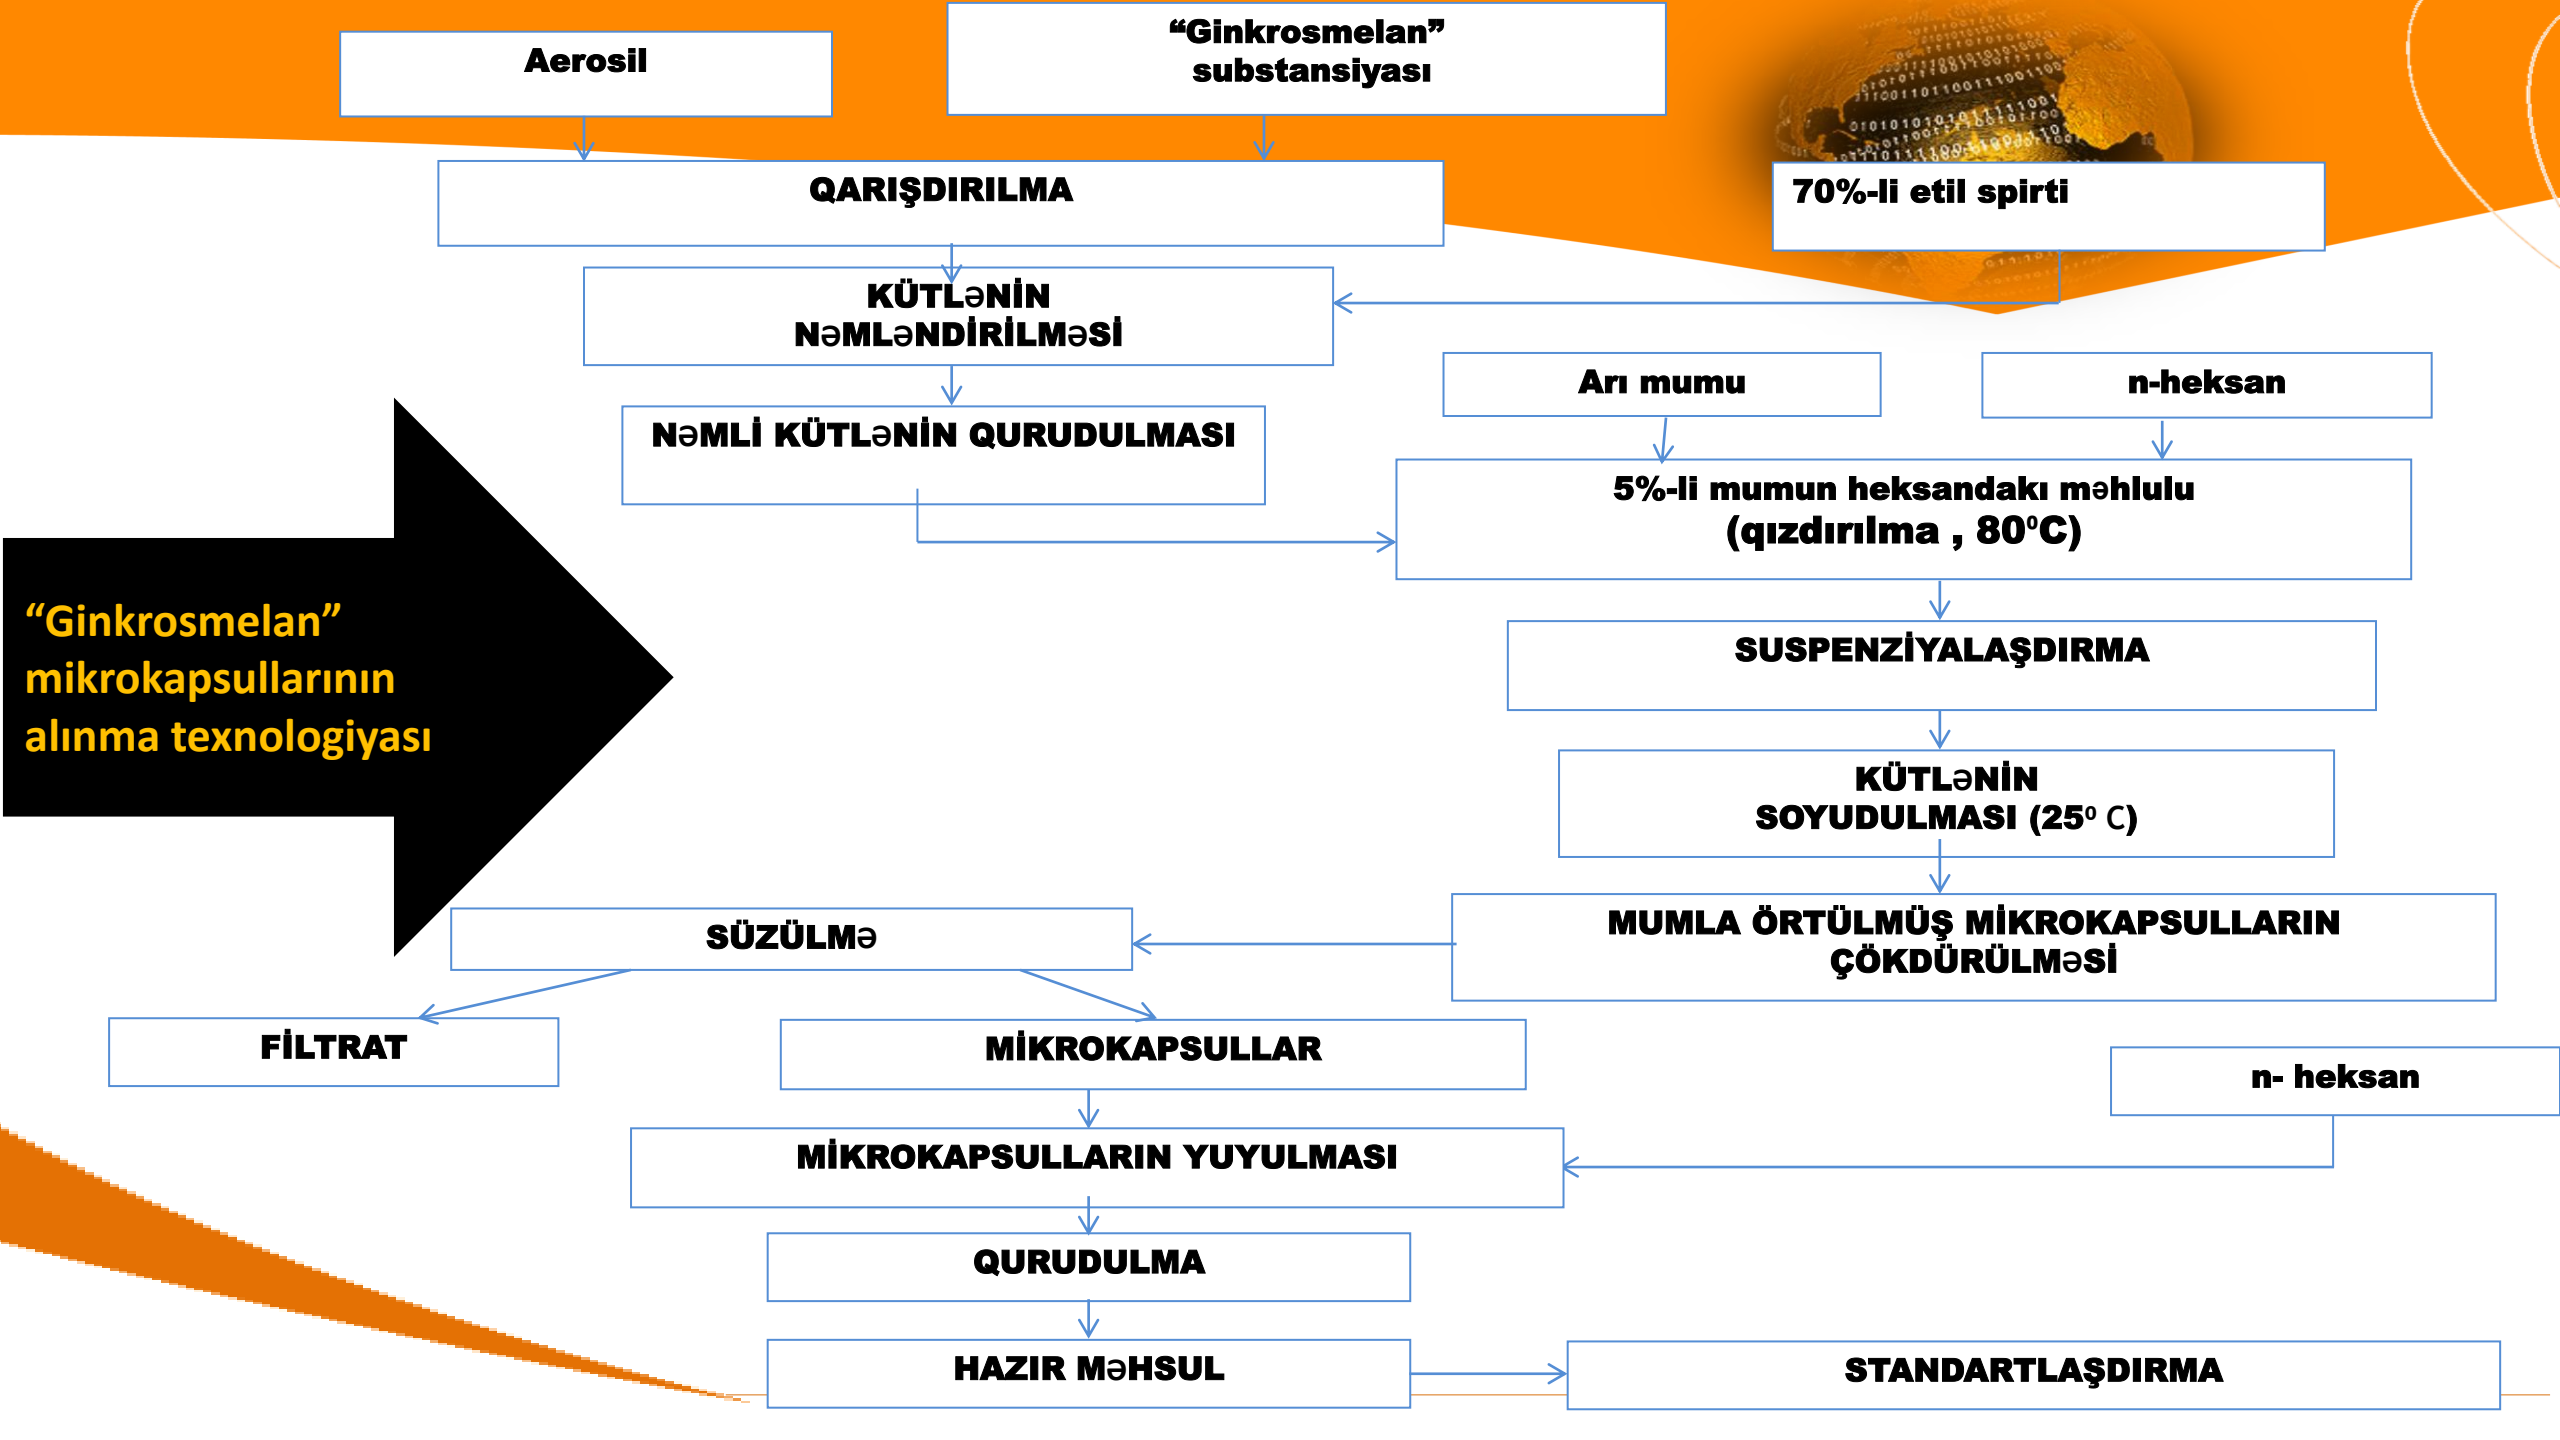 Aerosil
“Ginkrosmelan”
substansiyası
QARIŞDIRILMA
70%-li etil spirti
KÜTLƏNİN
NƏMLƏNDİRİLMƏSİ
Arı mumu
n-heksan
NƏMLİ KÜTLƏNİN QURUDULMASI
5%-li mumun heksandakı məhlulu
(qızdırılma , 80⁰C)
“Ginkrosmelan”
mikrokapsullarının
alınma texnologiyası
SUSPENZİYALAŞDIRMA
KÜTLƏNİN
SOYUDULMASI (25⁰ C)
SÜZÜLMƏ
MUMLA ÖRTÜLMÜŞ MİKROKAPSULLARIN
ÇÖKDÜRÜLMƏSİ
FİLTRAT
MİKROKAPSULLAR
n- heksan
MİKROKAPSULLARIN YUYULMASI
QURUDULMA
HAZIR MƏHSUL
STANDARTLAŞDIRMA